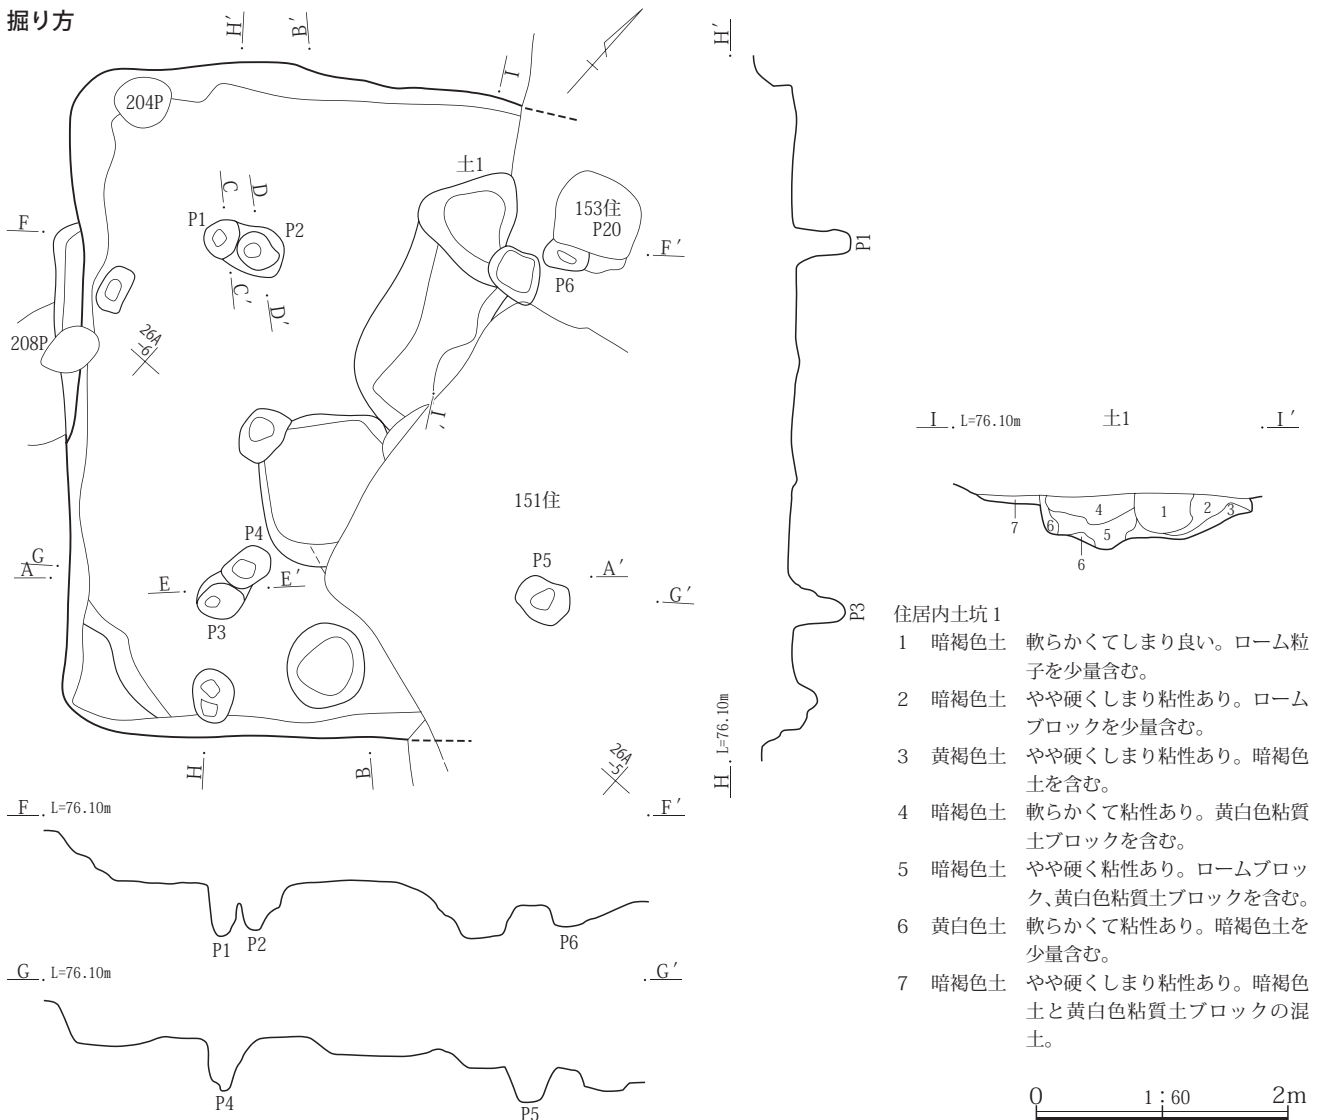 掘り方
H′
B′
I
H′
204P
土1
C
D
P1
P2
153住
P20
F
F′
P6
P1
C′
D′
208P
26A
-6
I′
I . L=76.10m
土1
. I′
151住
4
1
2
3
7
6
5
6
P4
P5
G
A
A′
E
E′
G′
P3
P3
住居内土坑 1
1 暗褐色土 軟らかくてしまり良い。ローム粒
子を少量含む。
2 暗褐色土 やや硬くしまり粘性あり。ローム
ブロックを少量含む。
3 黄褐色土 やや硬くしまり粘性あり。暗褐色
土を含む。
4 暗褐色土 軟らかくて粘性あり。黄白色粘質
土ブロックを含む。
5 暗褐色土 やや硬く粘性あり。ロームブロッ
ク、黄白色粘質土ブロックを含む。
6 黄白色土 軟らかくて粘性あり。暗褐色土を
少量含む。
7 暗褐色土 やや硬くしまり粘性あり。暗褐色
土と黄白色粘質土ブロックの混
土。
H
B
26A
-5
H . L=76.10m
F . L=76.10m
. F′
P1
P2
P6
G . L=76.10m
. G′
P4
P5
0 1:60 2m